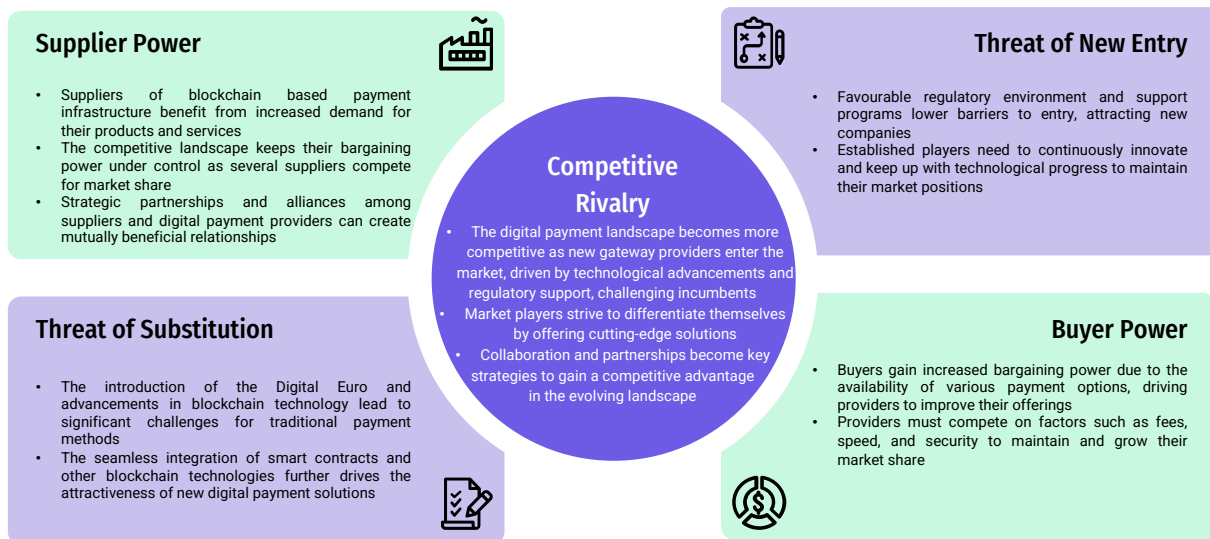 Supplier Power
• Suppliers of blockchain based payment
infrastructure benefit from increased demand for
their products and services
• The competitive landscape keeps their bargaining
power under control as several suppliers compete
for market share
• Strategic partnerships and alliances among
suppliers and digital payment providers can create
mutually beneficial relationships
Threat of New Entry
• Favourable regulatory environment and support
programs lower barriers to entry, attracting new
companies
• Established players need to continuously innovate
and keep up with technological progress to maintain
their market positions
Competitive
Rivalry
• The digital payment landscape becomes more
competitive as new gateway providers enter the
market, driven by technological advancements and
regulatory support, challenging incumbents
• Market players strive to differentiate themselves
by offering cutting-edge solutions
• Collaboration and partnerships become key
strategies to gain a competitive advantage
in the evolving landscape
Threat of Substitution
• The introduction of the Digital Euro and
advancements in blockchain technology lead to
significant challenges for traditional payment
methods
• The seamless integration of smart contracts and
other blockchain technologies further drives the
attractiveness of new digital payment solutions
Buyer Power
• Buyers gain increased bargaining power due to the
availability of various payment options, driving
providers to improve their offerings
• Providers must compete on factors such as fees,
speed, and security to maintain and grow their
market share